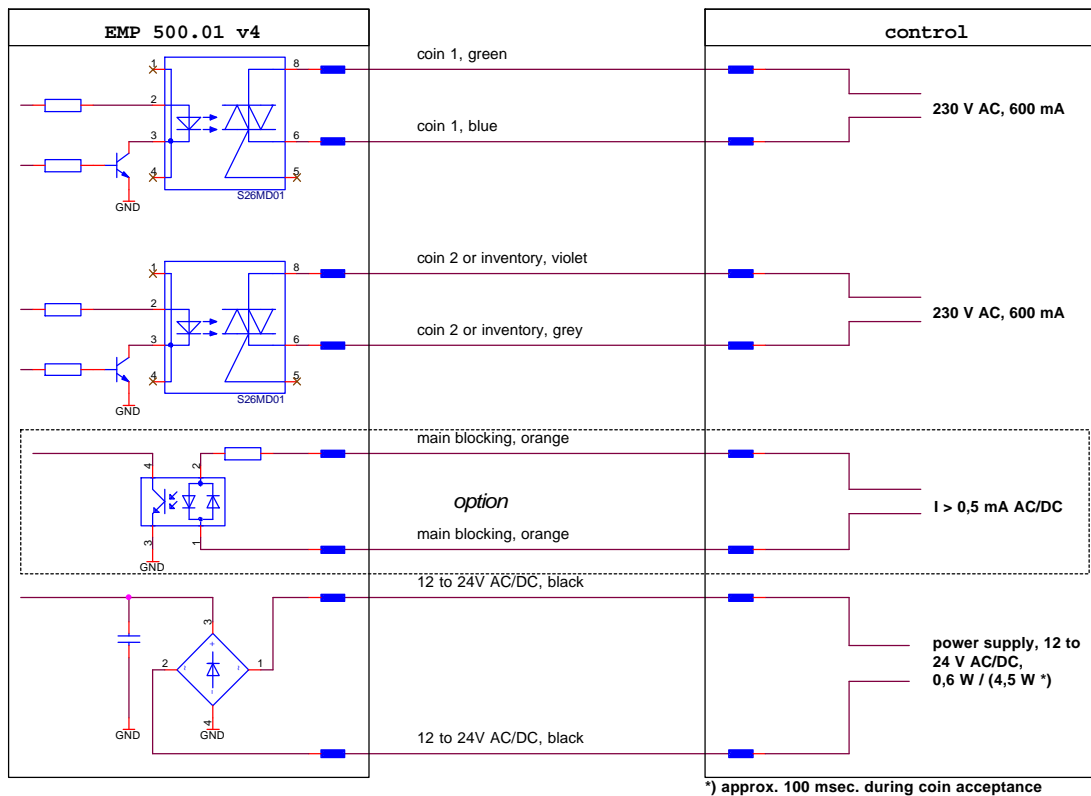 EMP 500.01 v4
control
1
2
3
4
8
6
5
S26MD01
GND
coin 1, green
coin 1, blue
230 V AC, 600 mA
1
2
3
4
8
6
5
S26MD01
GND
coin 2 or inventory, violet
coin 2 or inventory, grey
230 V AC, 600 mA
main blocking, orange
4
2
3
1
GND
option
main blocking, orange
I > 0,5 mA AC/DC
12 to 24V AC/DC, black
3
2
1
4
GND
GND
12 to 24V AC/DC, black
power supply, 12 to
24 V AC/DC,
0,6 W / (4,5 W *)
*) approx. 100 msec. during coin acceptance